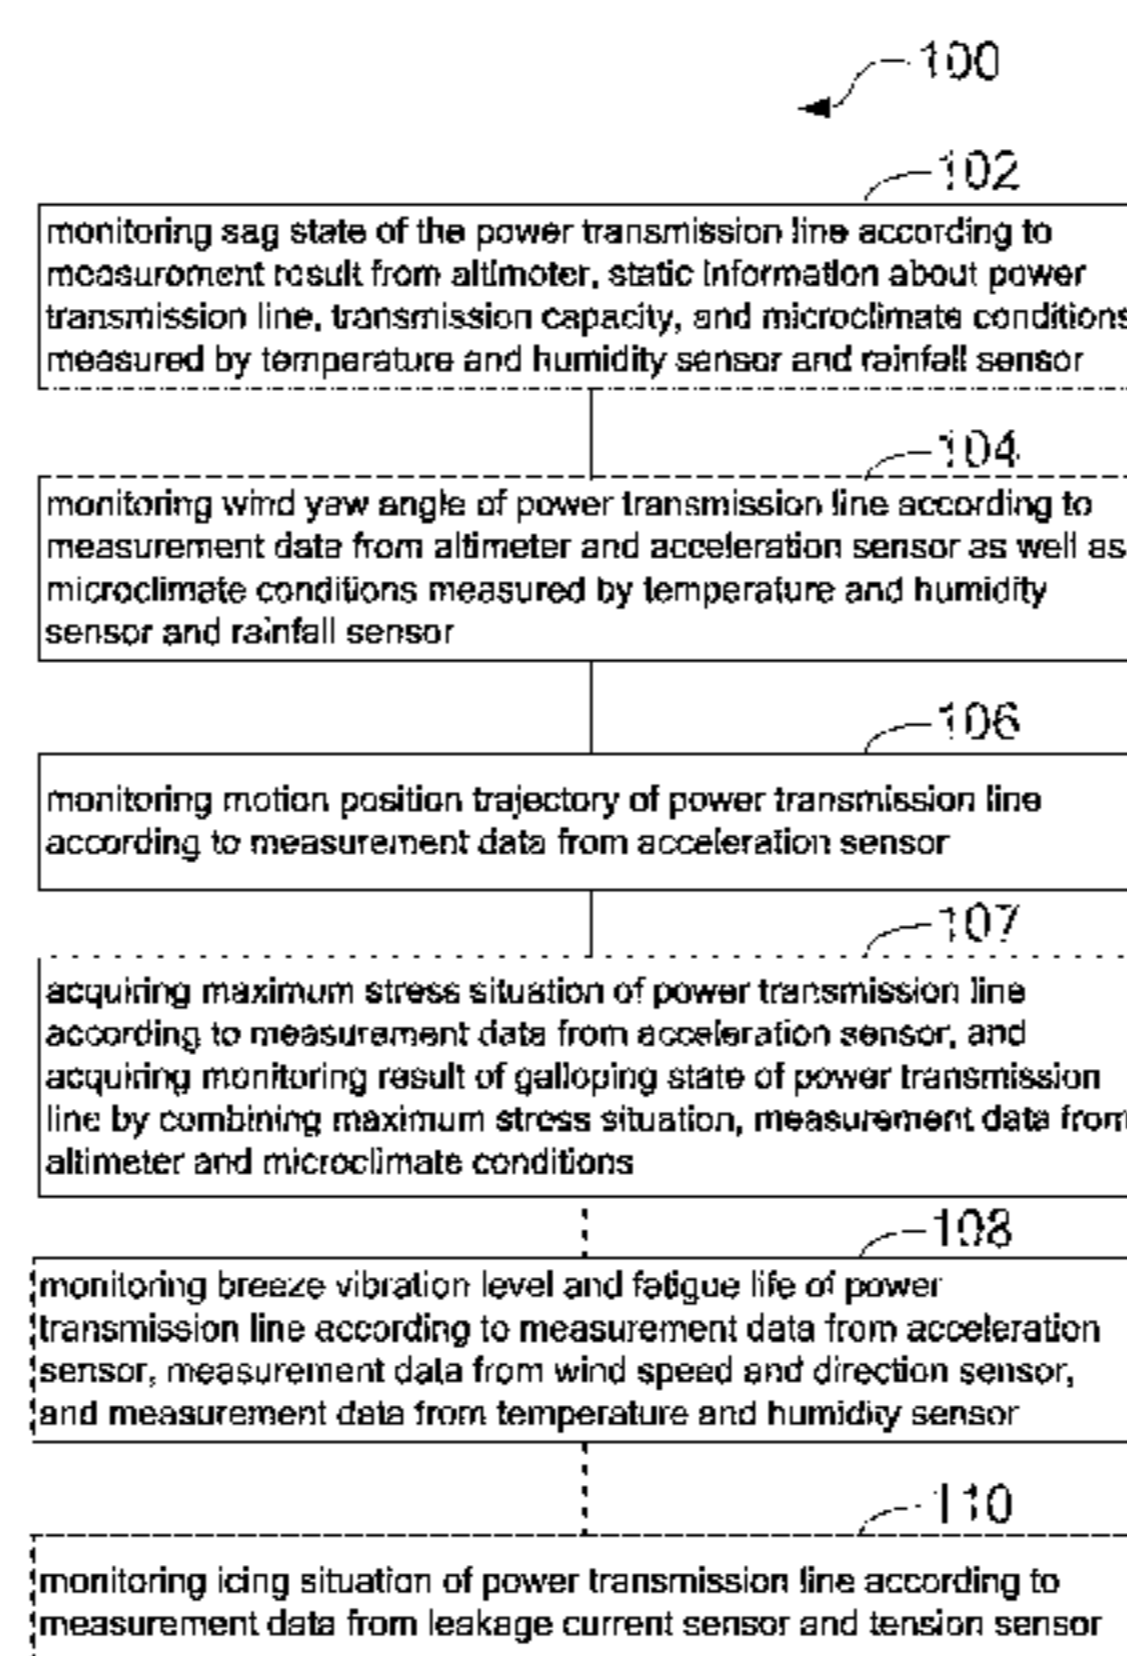 100
102
monitoring sag state of the power transmission line according to
measurement result from altimeter, static information about power
transmission line, transmission capacity, and microclimate conditions
measured by temperature and humidity sensor and rainfall sensor
104
monitoring wind yaw angle of power transmission line according to
measurement data from altimeter and acceleration sensor as well as
microclimate conditions measured by temperature and humidity
sensor and rainfall sensor
106
monitoring motion position trajectory of power transmission line
according to measurement data from acceleration sensor
107
acquiring maximum stress situation of power transmission line
according to measurement data from acceleration sensor, and
acquiring monitoring result of galloping state of power transmission
line by combining maximum stress situation, measurement data from
altimeter and microclimate conditions
108
monitoring breeze vibration level and fatigue life of power
transmission line according to measurement data from acceleration
sensor, measurement data from wind speed and direction sensor,
and measurement data from temperature and humidity sensor
110
monitoring icing situation of power transmission line according to
measurement data from leakage current sensor and tension sensor